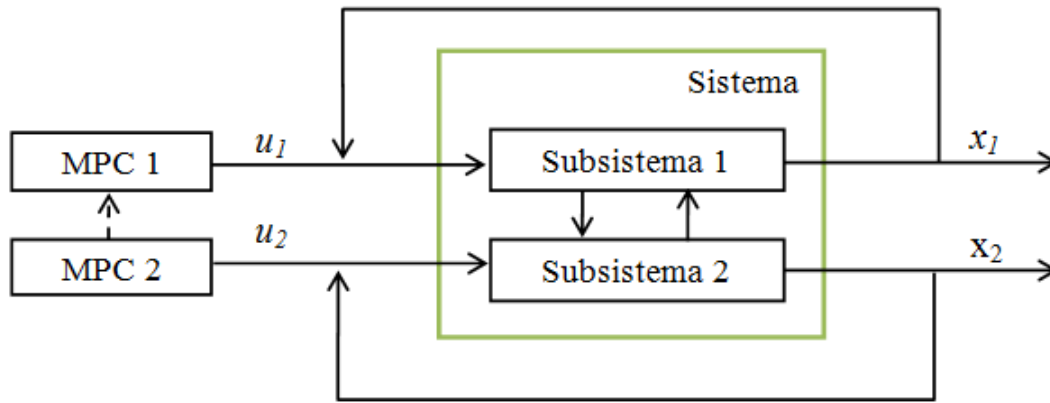 Sistema
MPC 1
u1
Subsistema 1
x1
MPC 2
u2
Subsistema 2
x2